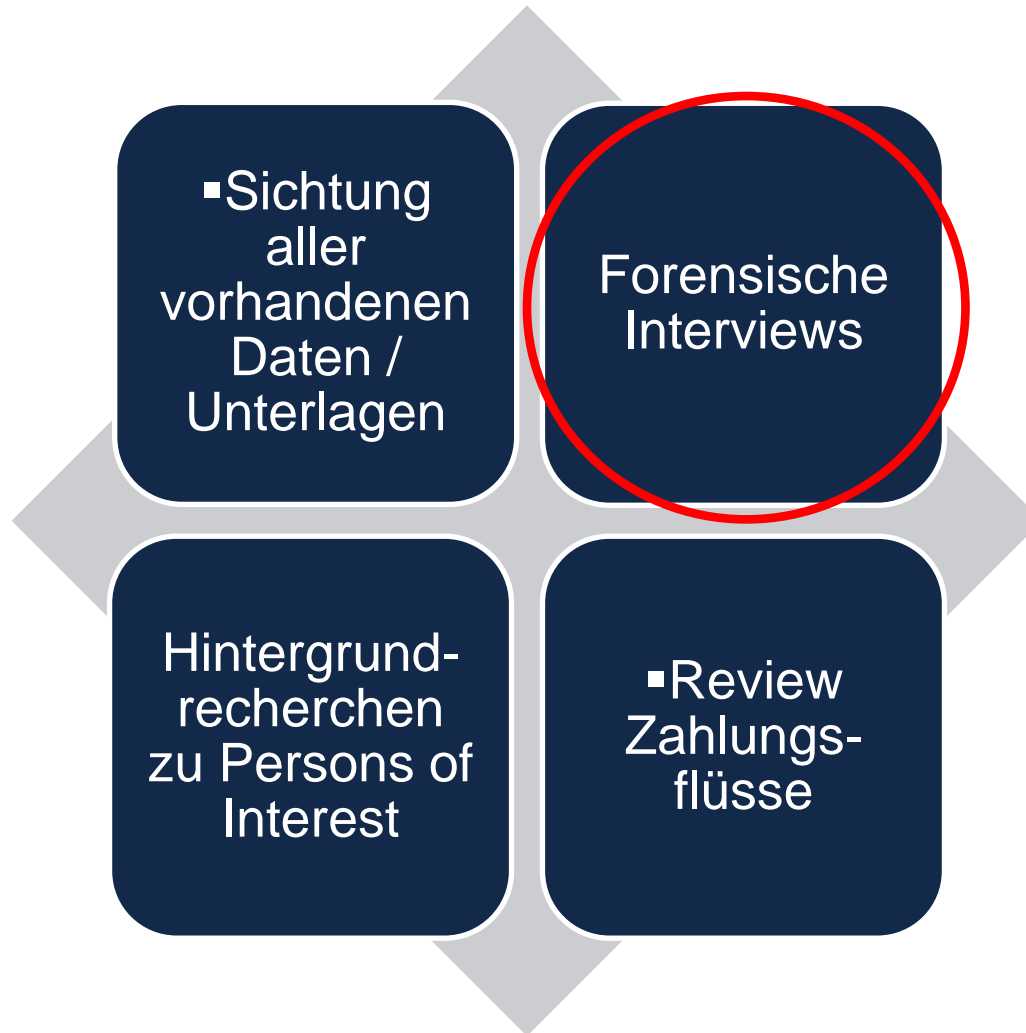 ▪Sichtung
aller
vorhandenen
Daten /
Unterlagen
Forensische
Interviews
Hintergrund-
recherchen
zu Persons of
Interest
▪Review
Zahlungs-
flüsse